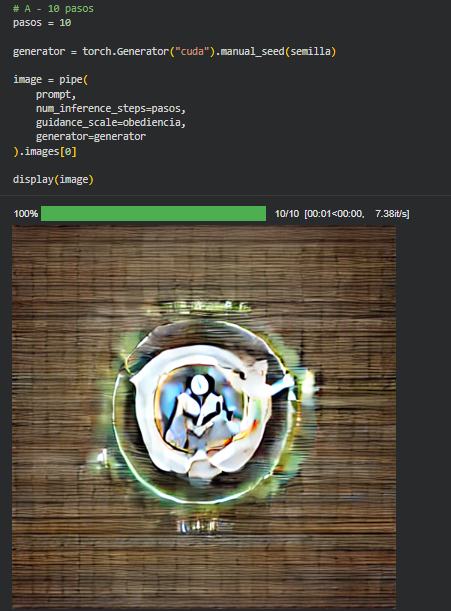 # A - 10 pasos
pasos = 10
generator = torch.Generator("cuda").manual_seed(semilla)
image = pipe(
prompt,
num_inference_steps=pasos,
guidance_scale=obediencia,
generator=generator
).images[0]
display(image)
100% 10/10 [00:01<00:00, 7.38it/s]